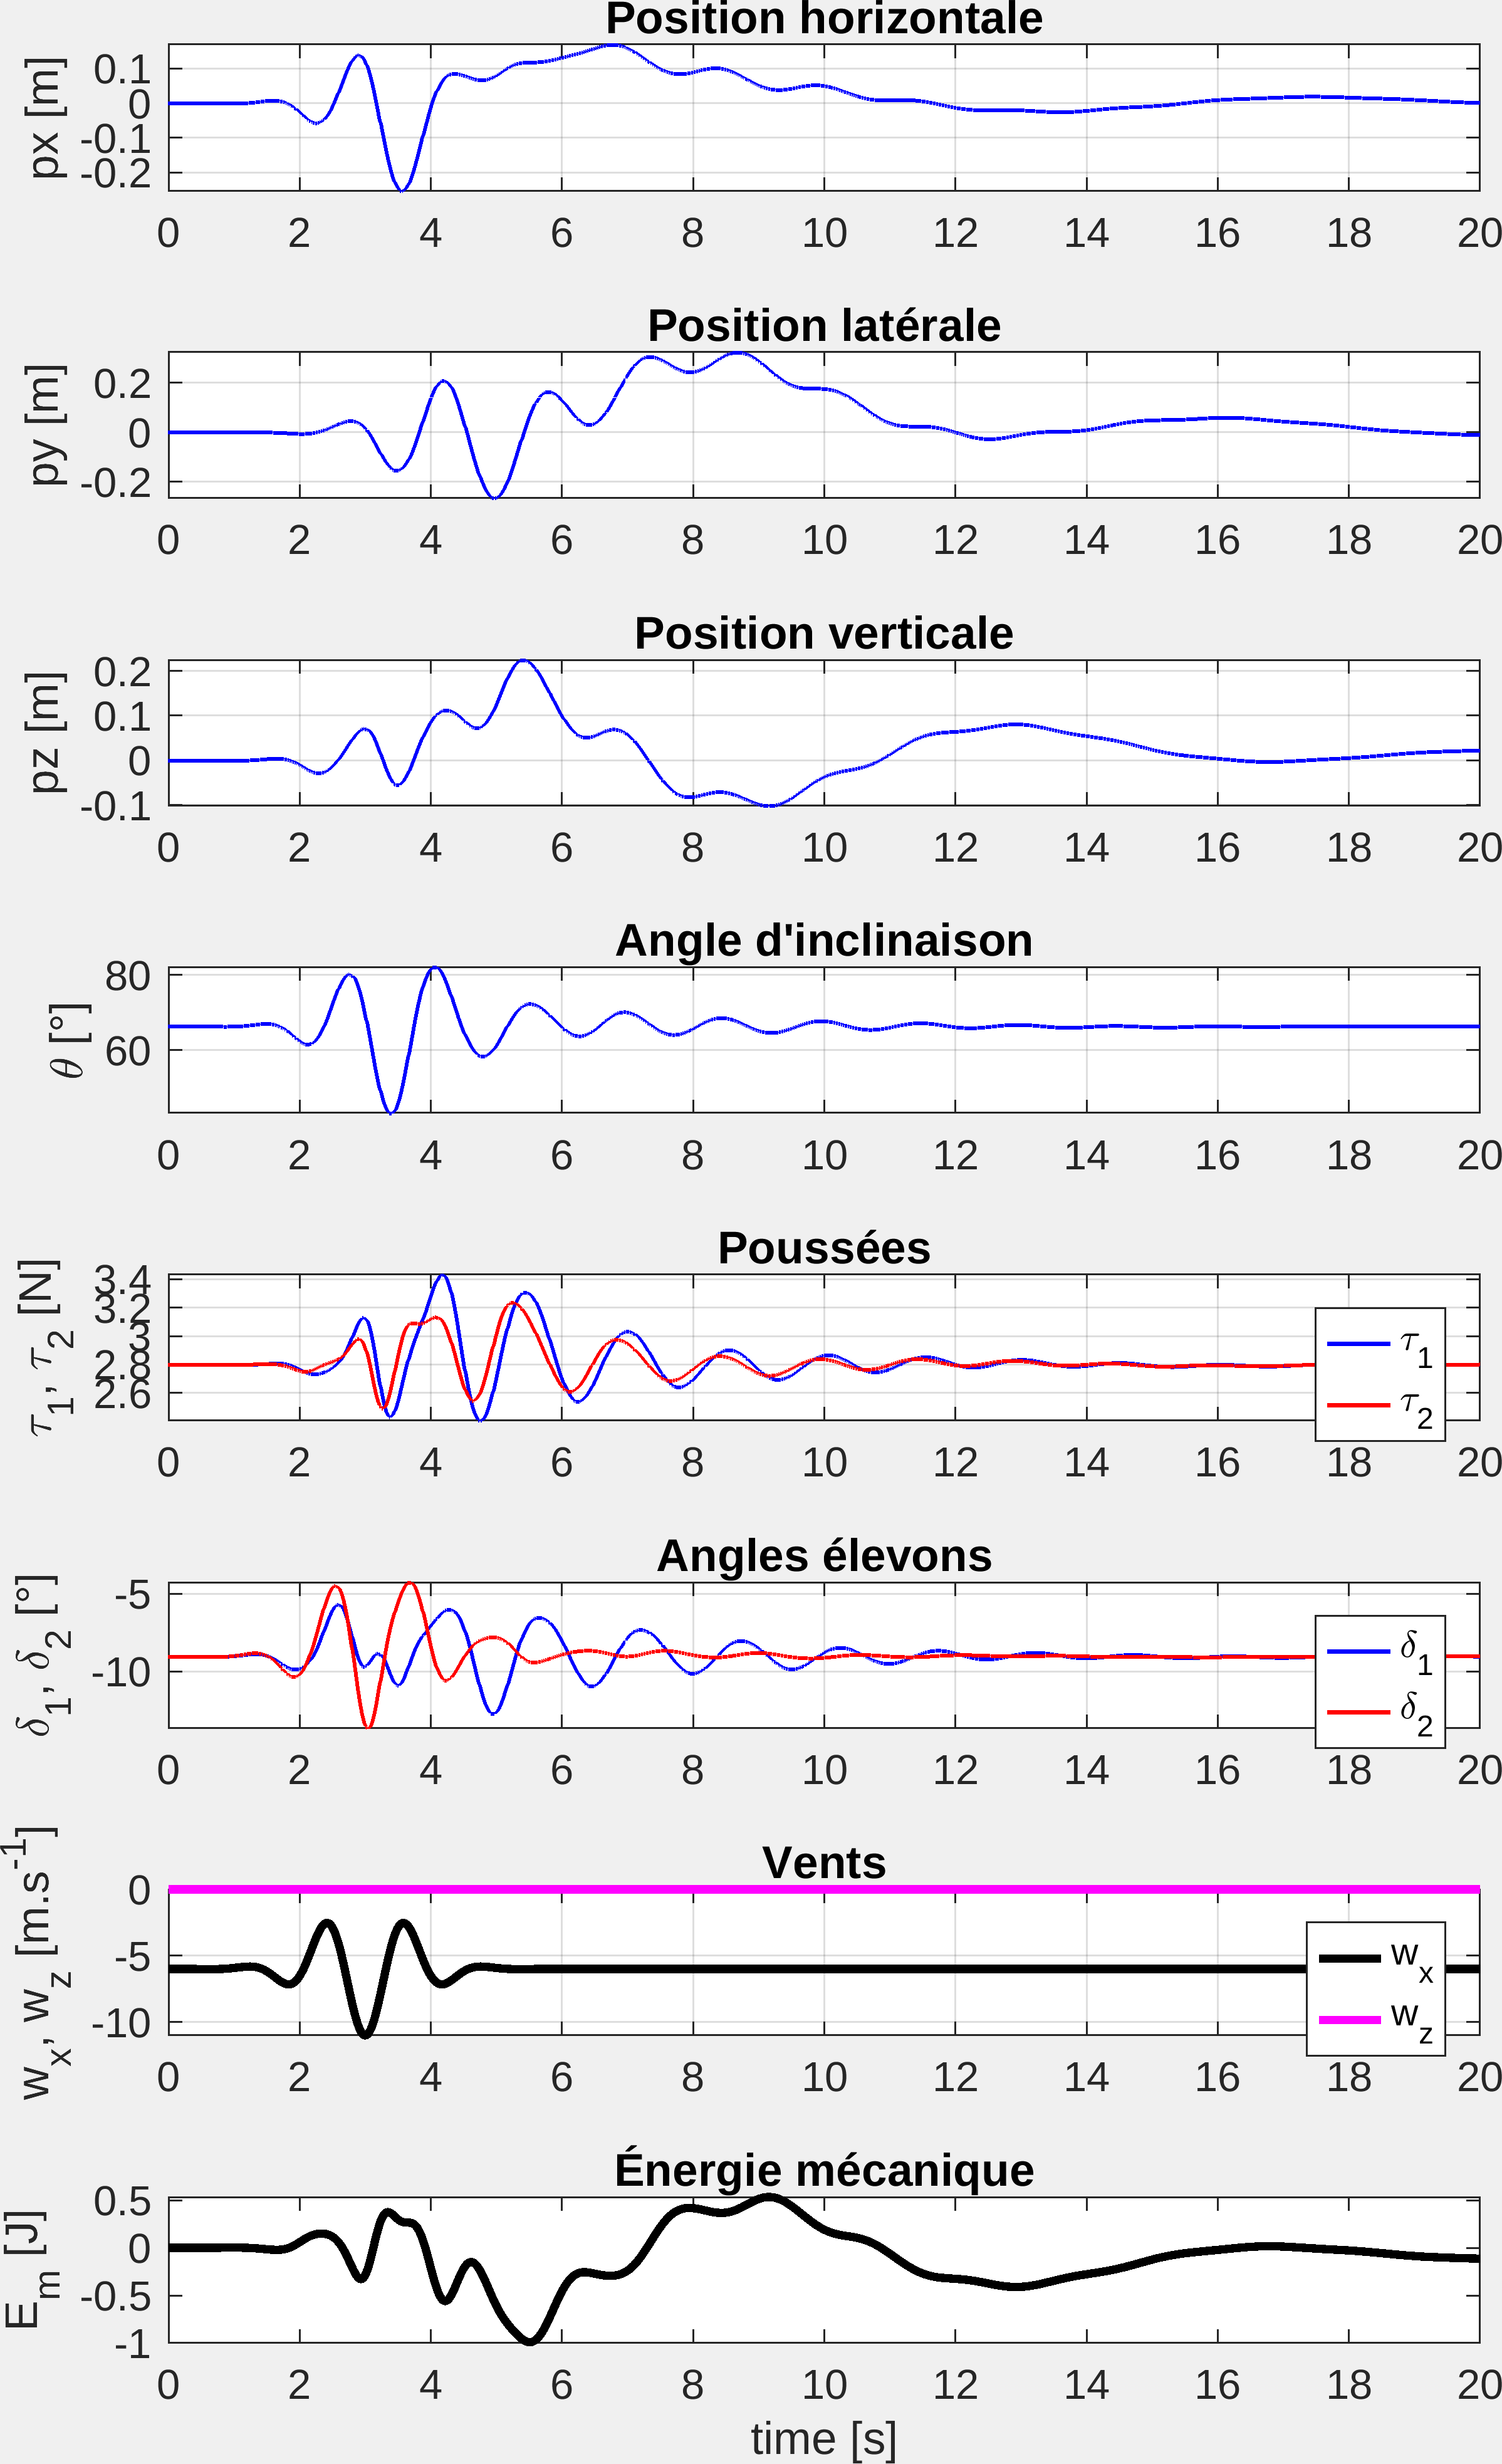 Position horizontale
px [m]
0.1
0
-0.1
-0.2
0 2 4 6 8 10 12 14 16 18 20
Position latérale
py [m]
0.2
0
-0.2
0 2 4 6 8 10 12 14 16 18 20
Position verticale
pz [m]
0.2
0.1
0
-0.1
0 2 4 6 8 10 12 14 16 18 20
Angle d'inclinaison
θ [°]
80
60
0 2 4 6 8 10 12 14 16 18 20
Poussées
τ1, τ2 [N]
3.4
3.2
3
2.8
2.6
τ1
τ2
0 2 4 6 8 10 12 14 16 18 20
Angles élevons
δ1, δ2 [°]
-5
-10
δ1
δ2
0 2 4 6 8 10 12 14 16 18 20
Vents
wx, wz [m.s-1]
0
-5
-10
wx
wz
0 2 4 6 8 10 12 14 16 18 20
Énergie mécanique
Em [J]
0.5
0
-0.5
-1
0 2 4 6 8 10 12 14 16 18 20
time [s]